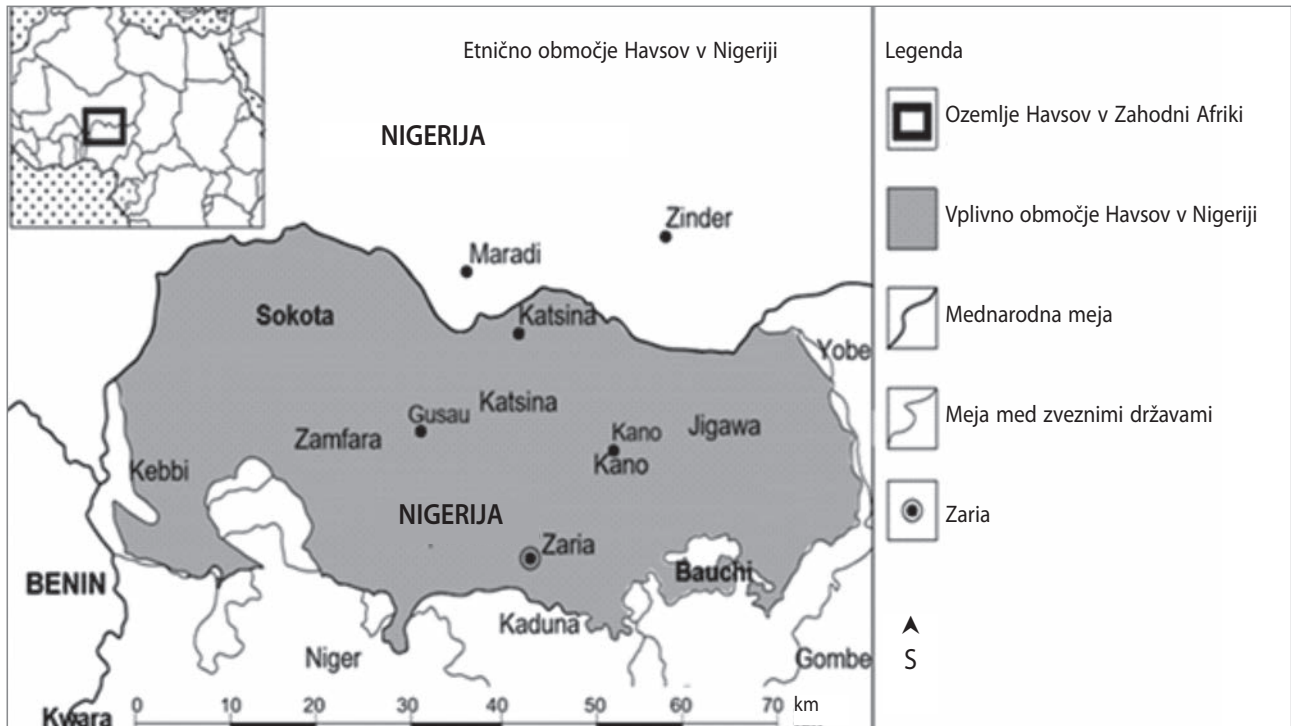 Etnično območje Havsov v Nigeriji
NIGERIJA
Zinder
Maradi
Sokota
Katsina
Yobe
Katsina
Gusau
Zamfara
Kano
Kano
Jigawa
Kebbi
NIGERIJA
Zaria
Bauchi
BENIN
Kaduna
Niger
Gombe
Kwara
0 10 20 30 40 50 60 70 km
Legenda
Ozemlje Havsov v Zahodni Afriki
Vplivno območje Havsov v Nigeriji
Mednarodna meja
Meja med zveznimi državami
Zaria
S